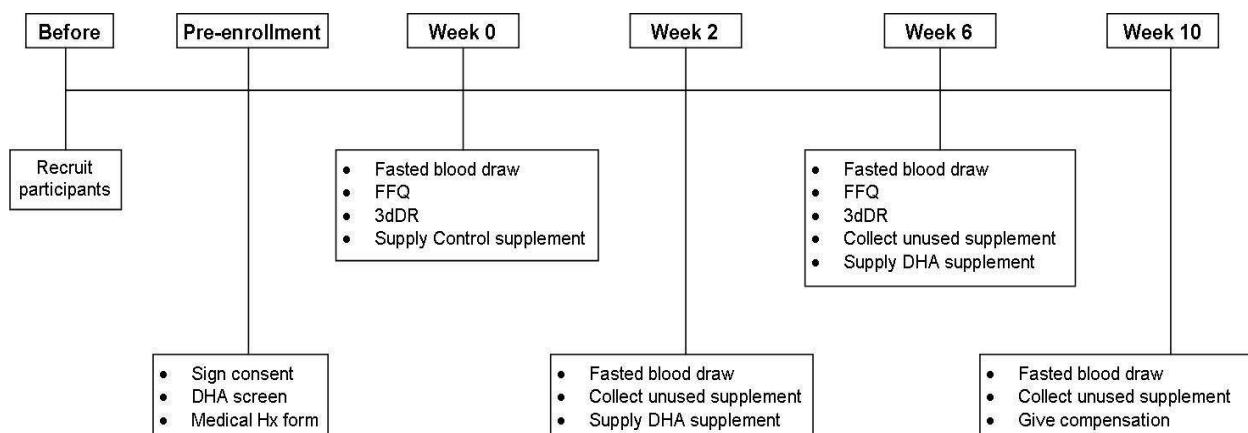 Before
Pre-enrollment
Week 0
Week 2
Week 6
Week 10
Recruit
participants
• Fasted blood draw
• FFQ
• 3dDR
• Supply Control supplement
• Fasted blood draw
• FFQ
• 3dDR
• Collect unused supplement
• Supply DHA supplement
• Sign consent
• DHA screen
• Medical Hx form
• Fasted blood draw
• Collect unused supplement
• Supply DHA supplement
• Fasted blood draw
• Collect unused supplement
• Give compensation